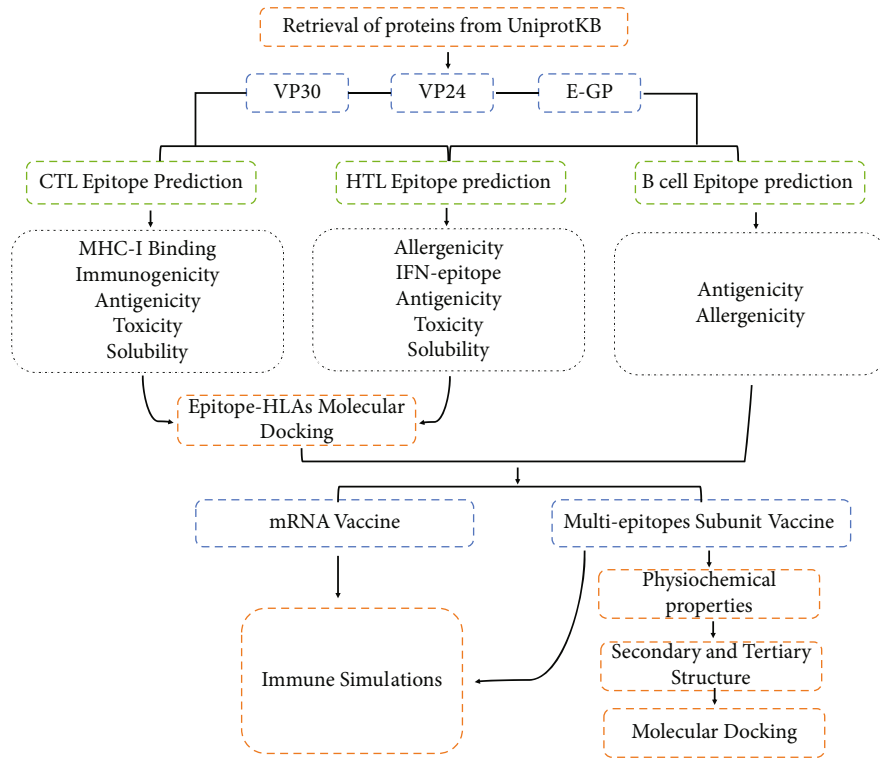 Retrieval of proteins from UniprotKB
VP30
VP24
E-GP
CTL Epitope Prediction
HTL Epitope prediction
B cell Epitope prediction
MHC-I Binding
Immunogenicity
Antigenicity
Toxicity
Solubility
Allergenicity
IFN-epitope
Antigenicity
Toxicity
Solubility
Antigenicity
Allergenicity
Epitope-HLAs Molecular
Docking
mRNA Vaccine
Multi-epitopes Subunit Vaccine
Physiochemical
properties
Immune Simulations
Secondary and Tertiary
Structure
Molecular Docking